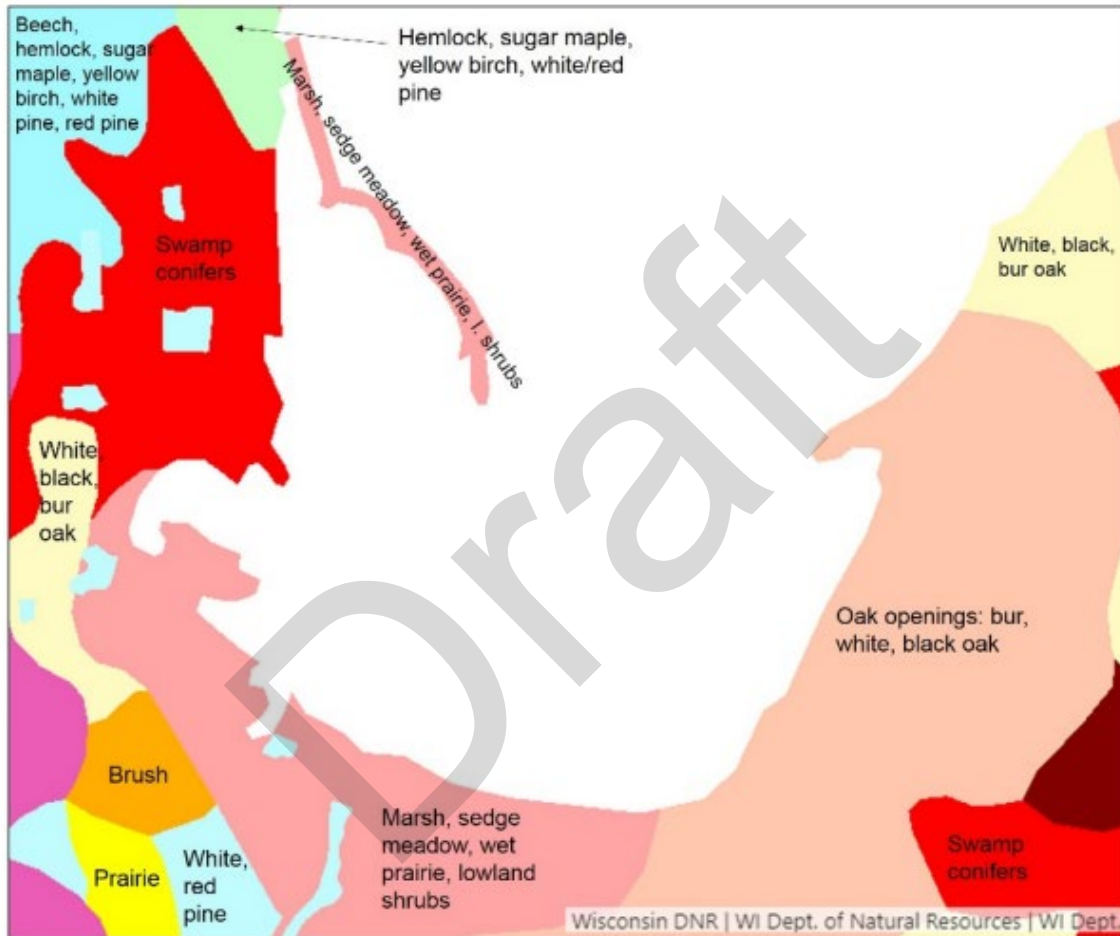 Beech,
hemlock, sugar
maple, yellow
birch, white
pine, red pine
Hemlock, sugar maple,
yellow birch, white/red
pine
Marsh, sedge meadow, wet prairie, l. shrubs
Swamp
conifers
White, black,
bur oak
White,
black,
bur
oak
Draft
Oak openings: bur,
white, black oak
Brush
Prairie
White,
red
pine
Marsh, sedge
meadow, wet
prairie, lowland
shrubs
Swamp
conifers
Wisconsin DNR | WI Dept. of Natural Resources | WI Dept.